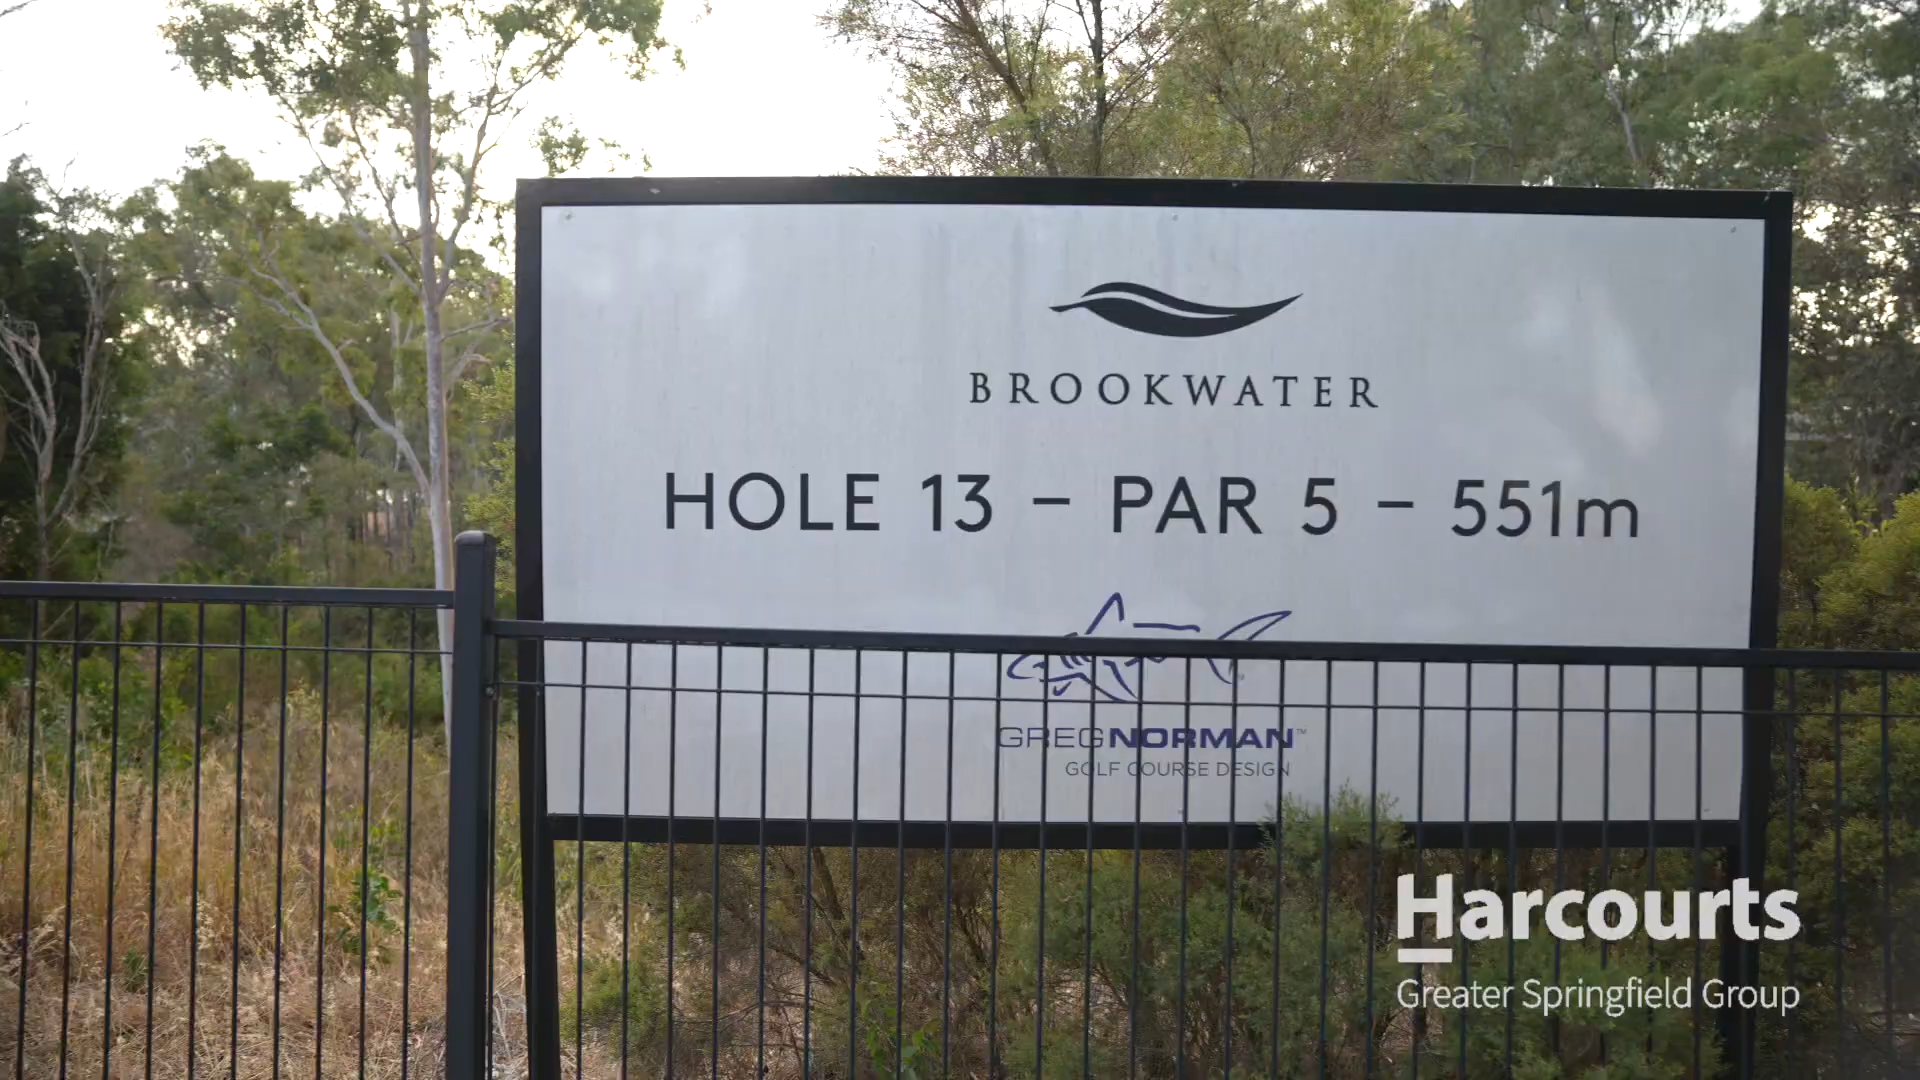 BROOKWATER
HOLE 13 – PAR 5 – 551m
GREGNORMAN™
GOLF COURSE DESIGN
Harcourts
Greater Springfield Group